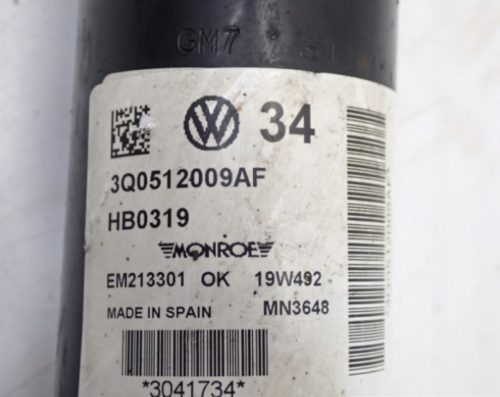 GM7
34
3Q0512009AF
HB0319
MONROE
EM213301 OK 19W492
MADE IN SPAIN MN3648
*3041734*